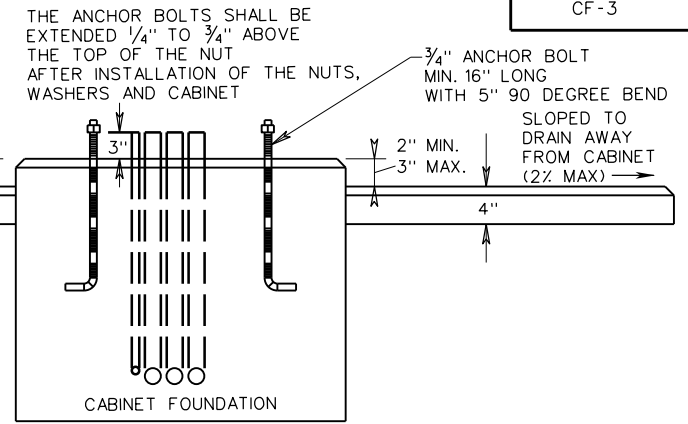 CF-3
THE ANCHOR BOLTS SHALL BE
EXTENDED 1/4" TO 3/4" ABOVE
THE TOP OF THE NUT
AFTER INSTALLATION OF THE NUTS,
WASHERS AND CABINET
3/4" ANCHOR BOLT
MIN. 16" LONG
WITH 5" 90 DEGREE BEND
SLOPED TO
DRAIN AWAY
FROM CABINET
(2% MAX)
3"
2" MIN.
3" MAX.
4"
CABINET FOUNDATION